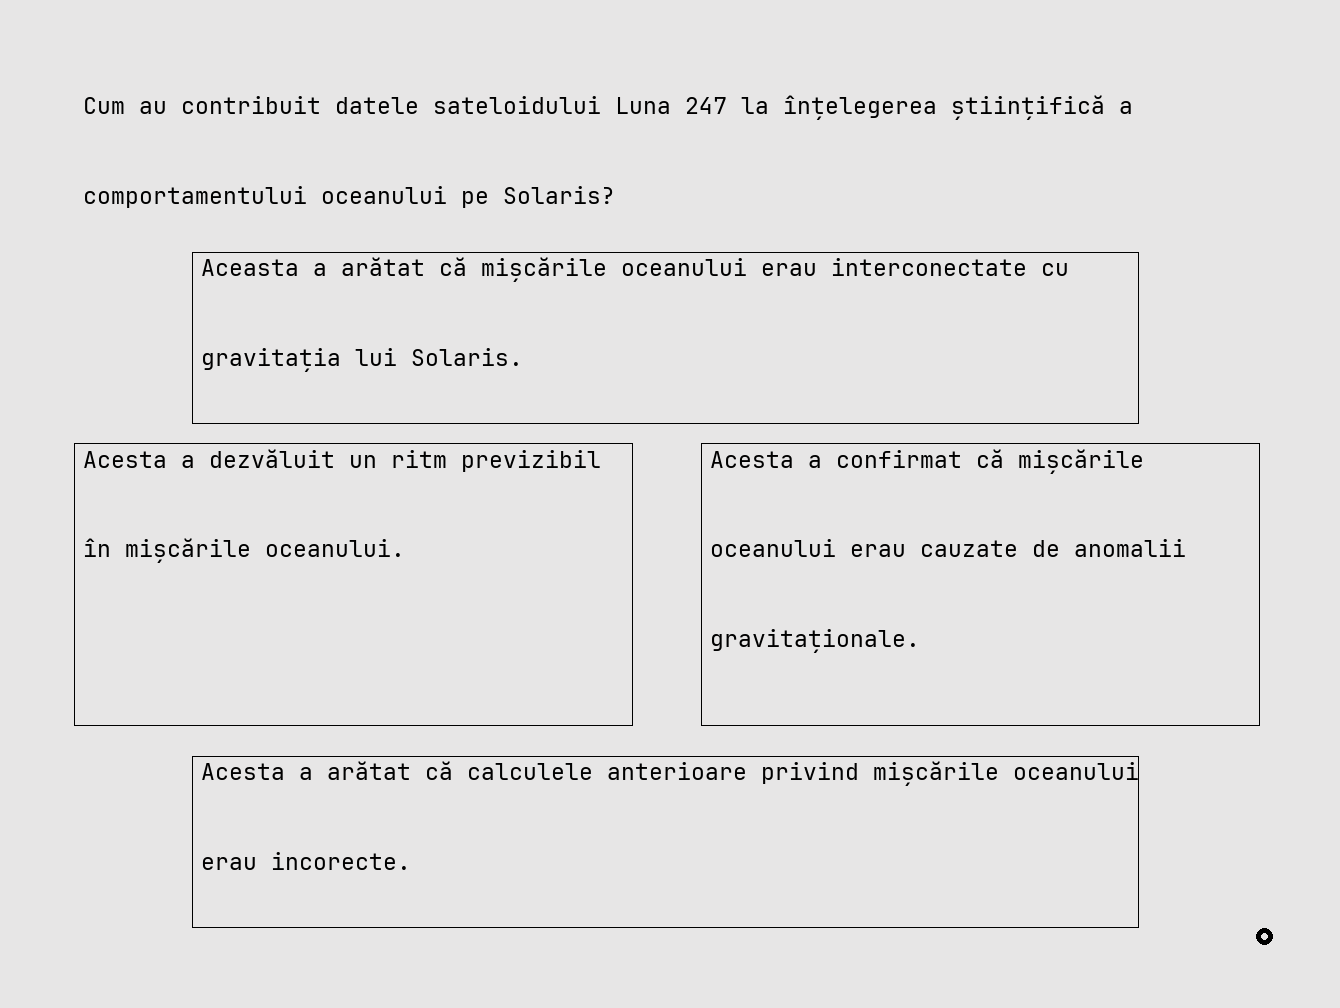 Cum au contribuit datele sateloidului Luna 247 la înțelegerea științifică a
comportamentului oceanului pe Solaris?
Aceasta a arătat că mișcările oceanului erau interconectate cu
gravitația lui Solaris.
Acesta a dezvăluit un ritm previzibil
în mișcările oceanului.
Acesta a confirmat că mișcările
oceanului erau cauzate de anomalii
gravitaționale.
Acesta a arătat că calculele anterioare privind mișcările oceanului
erau incorecte.